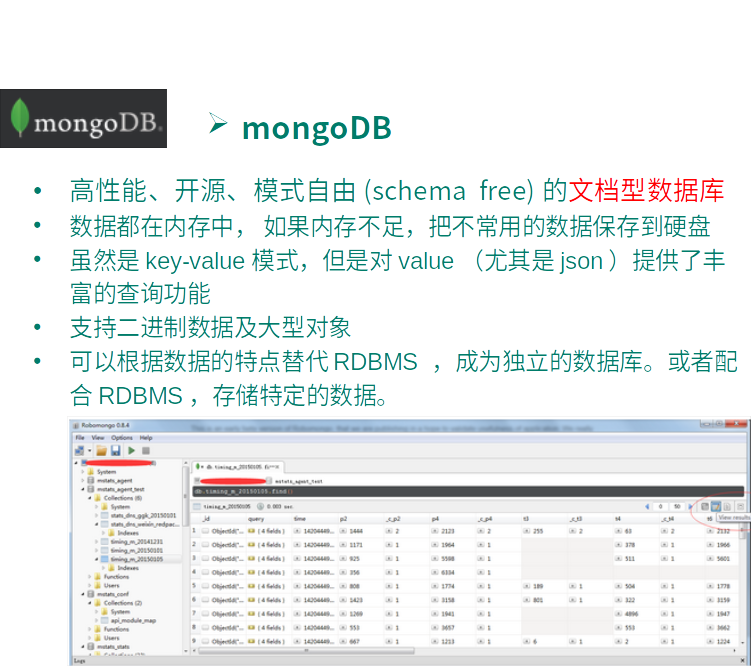 mongoDB®
➢ mongoDB
• 高性能、开源、模式自由 (schema free) 的文档型数据库
• 数据都在内存中， 如果内存不足，把不常用的数据保存到硬盘
• 虽然是 key-value 模式，但是对 value （尤其是 json ）提供了丰
富的查询功能
• 支持二进制数据及大型对象
• 可以根据数据的特点替代 RDBMS ，成为独立的数据库。或者配
合 RDBMS ，存储特定的数据。
Robomongo 0.8.4
File View Options Help
System
mstats_agent
mstats_agent_test
Collections (6)
System
stats_dns_ggk_20150101
stats_dns_weixin_redpac...
Indexes
timing_m_20141231
timing_m_20150101
timing_m_20150105
Indexes
Functions
Users
mstats_conf
Collections (2)
System
api_module_map
Functions
Users
mstats_stats
Logs
mstats_agent_test
db.timing_m_20150105.find()
timing_m_20150105 0.003 sec. 0 50
View results
_id query time p2 _c_p2 p4 _c_p4 t3 _c_t3 t4 _c_t4 t6
1 ObjectId("... { 4 fields } 14204449... 1444 2 2123 2 255 2 63 2 2132
2 ObjectId("... { 4 fields } 14204449... 1171 1 1964 1 378 1 1966
3 ObjectId("... { 4 fields } 14204449... 925 1 5598 1 511 1 5601
4 ObjectId("... { 4 fields } 14204449... 356 1 6334 1
5 ObjectId("... { 4 fields } 14204449... 808 1 1774 1 189 1 504 1 1778
6 ObjectId("... { 4 fields } 14204449... 1423 1 3158 1 801 1 322 1 3159
7 ObjectId("... { 4 fields } 14204449... 1269 1 1941 1 4896 1 1947
8 ObjectId("... { 4 fields } 14204449... 553 1 3657 1 553 1 3662
9 ObjectId("... { 4 fields } 14204449... 667 1 1213 1 6 1 2 1 1224